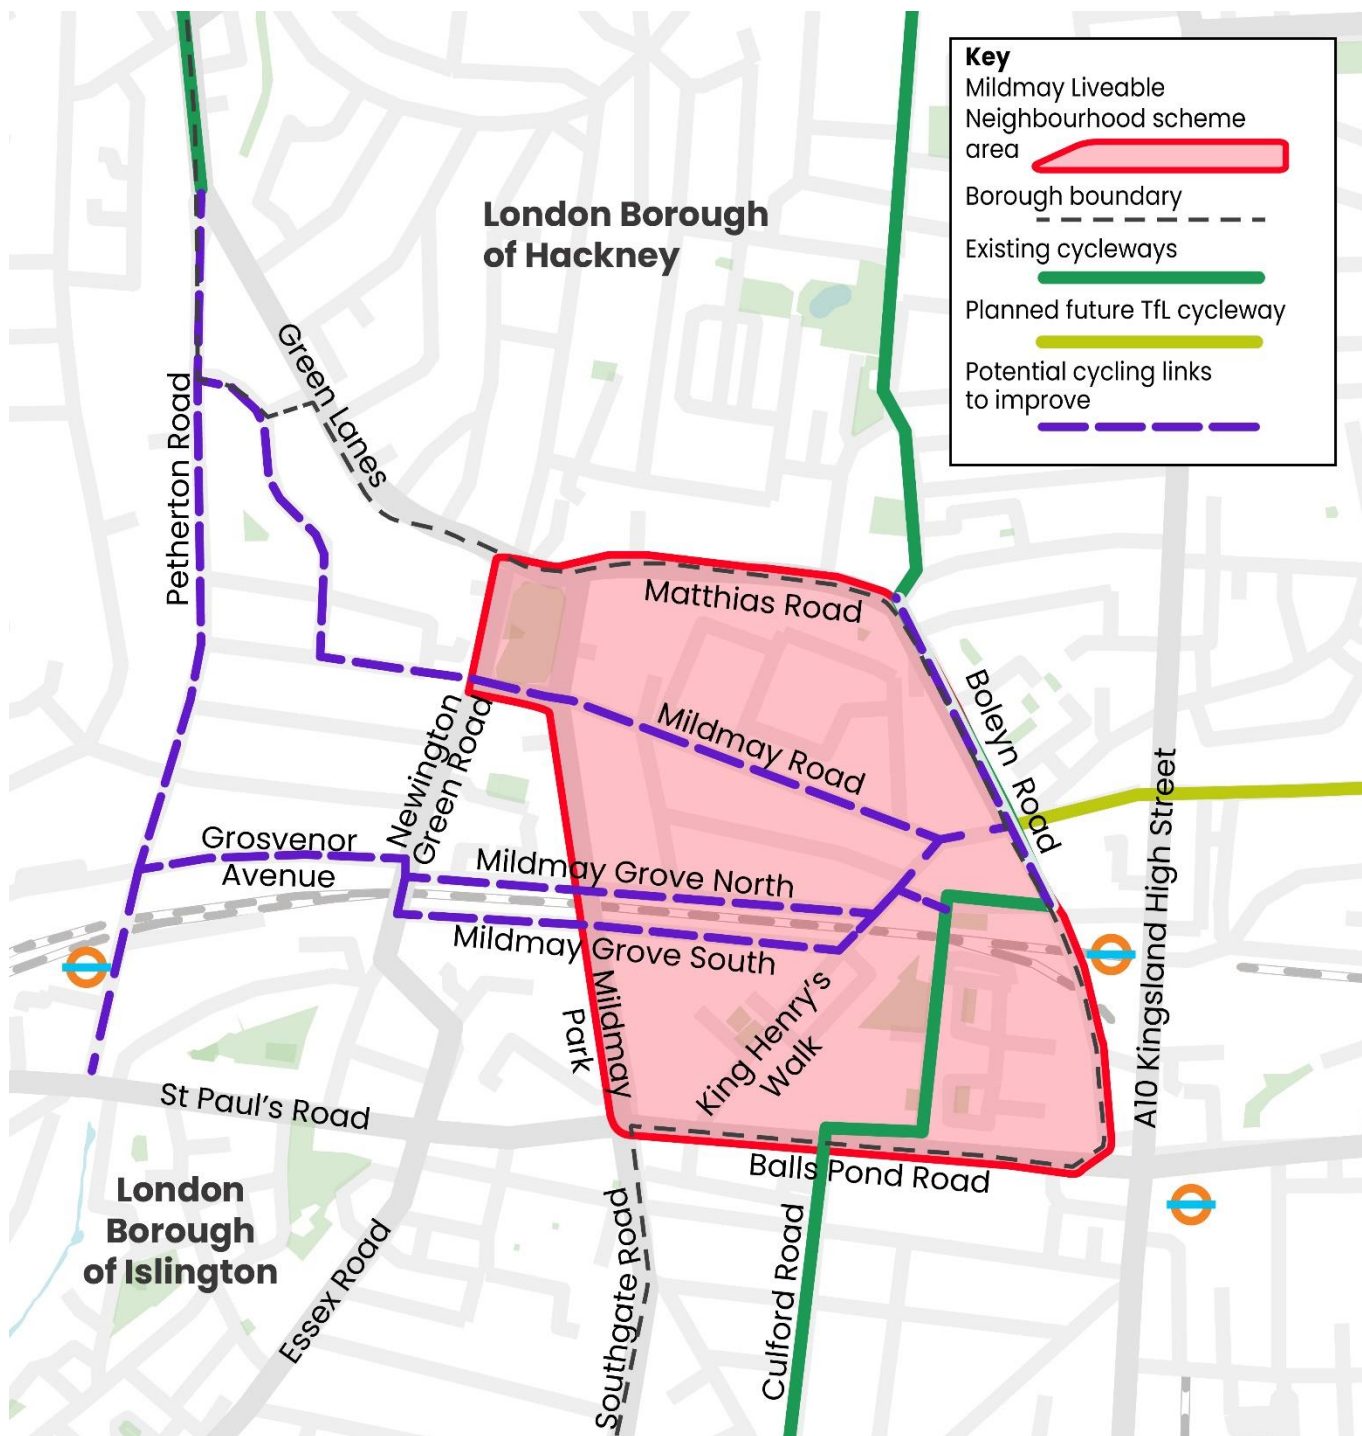 Key
Mildmay Liveable
Neighbourhood scheme
area
Borough boundary
Existing cycleways
Planned future TfL cycleway
Potential cycling links
to improve
London Borough
of Hackney
Green Lanes
Petherton Road
Matthias Road
Boleyn Road
Mildmay Road
Newington
Green Road
A10 Kingsland High Street
Grosvenor
Avenue
Mildmay Grove North
Mildmay Grove South
Mildmay
Park
King Henry's
Walk
St Paul's Road
Balls Pond Road
London
Borough
of Islington
Essex Road
Southgate Road
Culford Road